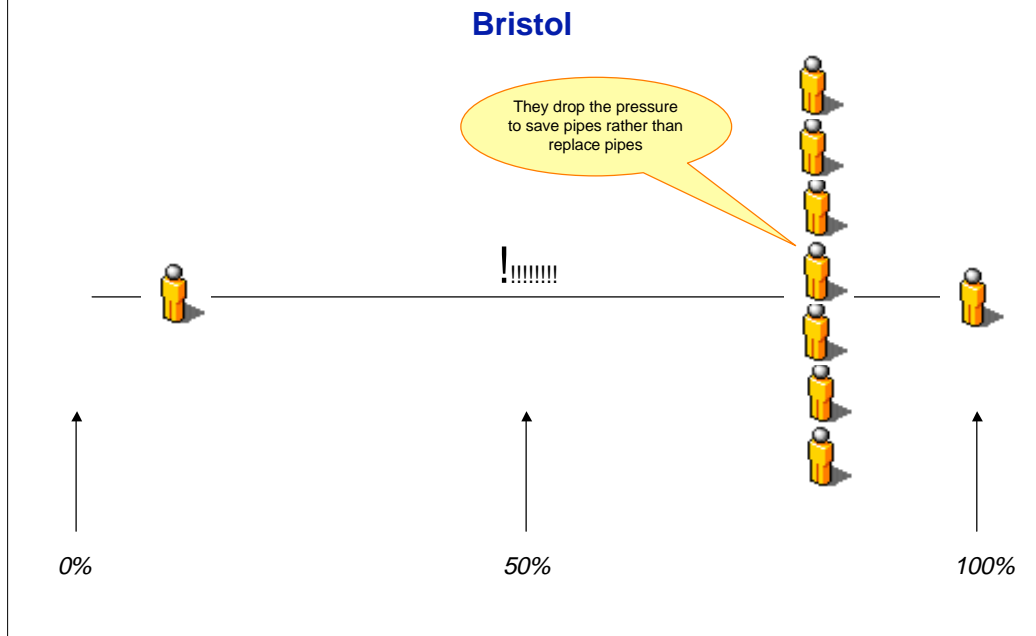 Bristol
They drop the pressure
to save pipes rather than
replace pipes
!!!!!!!!!
0%
50%
100%